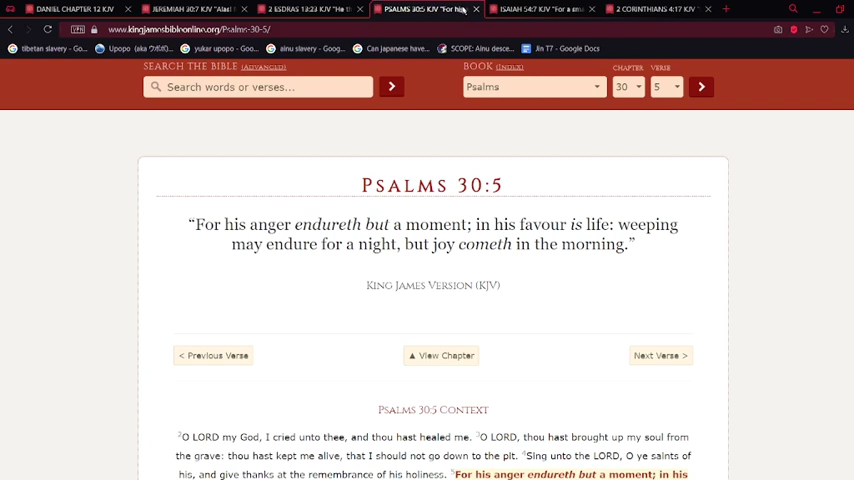 DANIEL CHAPTER 12 KJV
JEREMIAH 30:7 KJV "Alas!
2 ESDRAS 13:23 KJV "He th
PSALMS 30:5 KJV "For his
ISAIAH 54:7 KJV "For a sma
2 CORINTHIANS 4:17 KJV "
VPN
www.kingjamesbibleonline.org/Psalms-30-5/
tibetan slavery - Goo...
Upopo
yukar upopo - Goo...
ainu slavery - Goog...
Can japanese have...
SCOPE: Ainu desce...
Jin T7 - Google Docs
SEARCH THE BIBLE (ADVANCED)
BOOK (INDEX)
CHAPTER
VERSE
Search words or verses...
Psalms
30
5
PSALMS 30:5
"For his anger endureth but a moment; in his favour is life: weeping
may endure for a night, but joy cometh in the morning."
KING JAMES VERSION (KJV)
< Previous Verse
▲ View Chapter
Next Verse >
PSALMS 30:5 CONTEXT
2O LORD my God, I cried unto thee, and thou hast healed me. 3O LORD, thou hast brought up my soul from
the grave: thou hast kept me alive, that I should not go down to the pit. 4Sing unto the LORD, O ye saints of
his, and give thanks at the remembrance of his holiness. 5For his anger endureth but a moment; in his